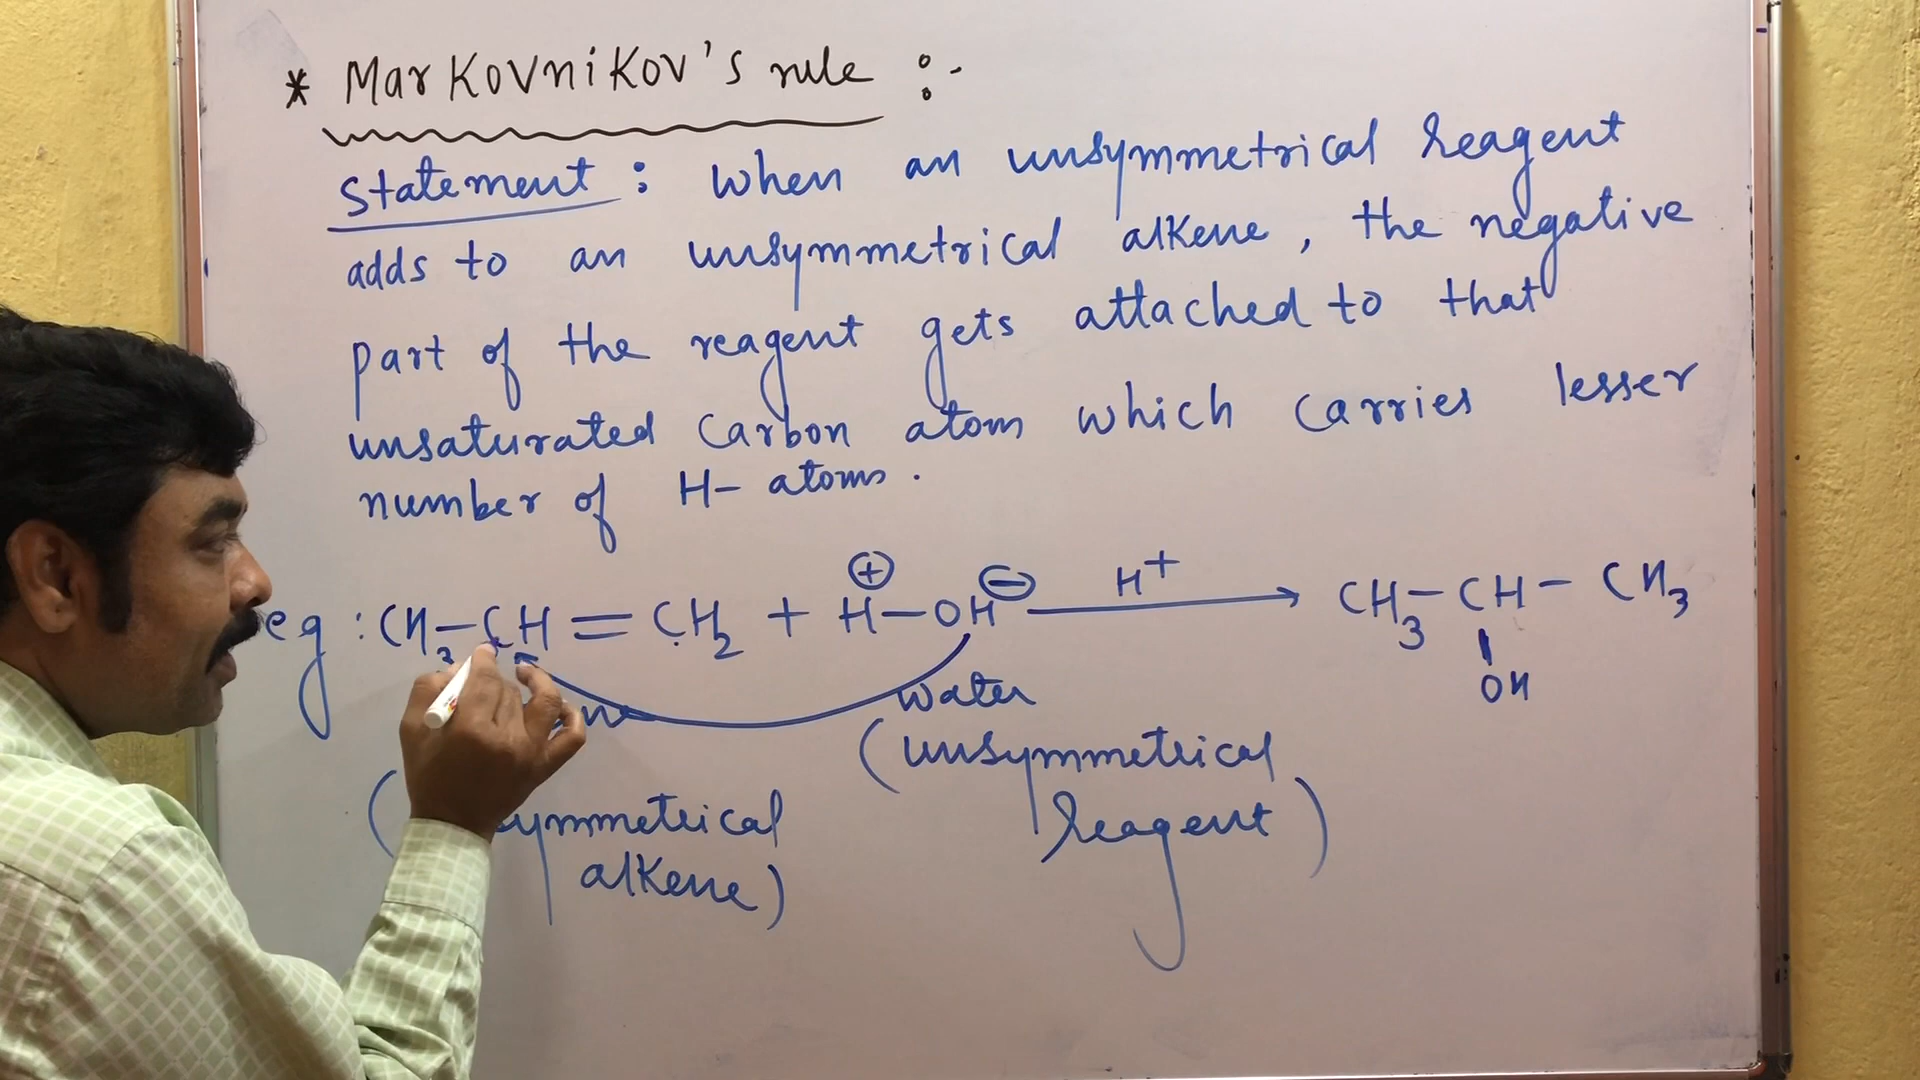 * Markovnikov's rule :-
Statement : When an unsymmetrical reagent
adds to an unsymmetrical alkene, the negative
part of the reagent gets attached to that
unsaturated carbon atom which carries lesser
number of H- atoms.
eg : CH3-CH=CH2 + H-OH H+ → CH3-CH-CH3
⊕ ⊖
OH
water
(unsymmetrical
reagent)
symmetrical
alkene)